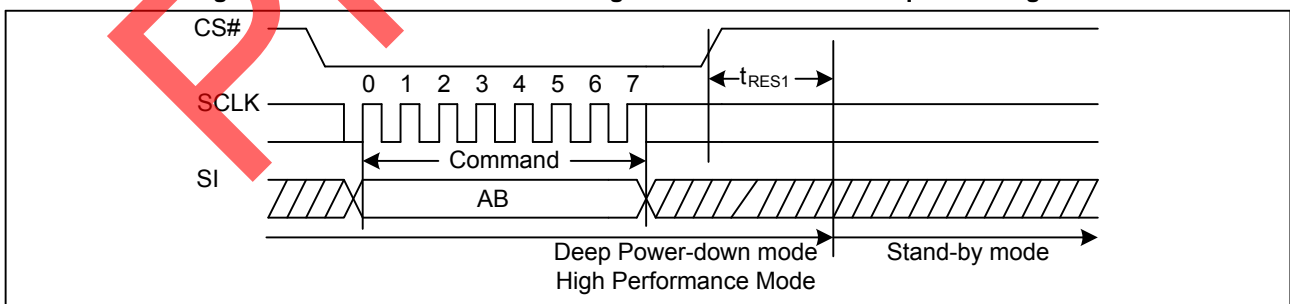 CS#
SCLK
0 1 2 3 4 5 6 7
tRES1
Command
SI
AB
Deep Power-down mode
High Performance Mode
Stand-by mode